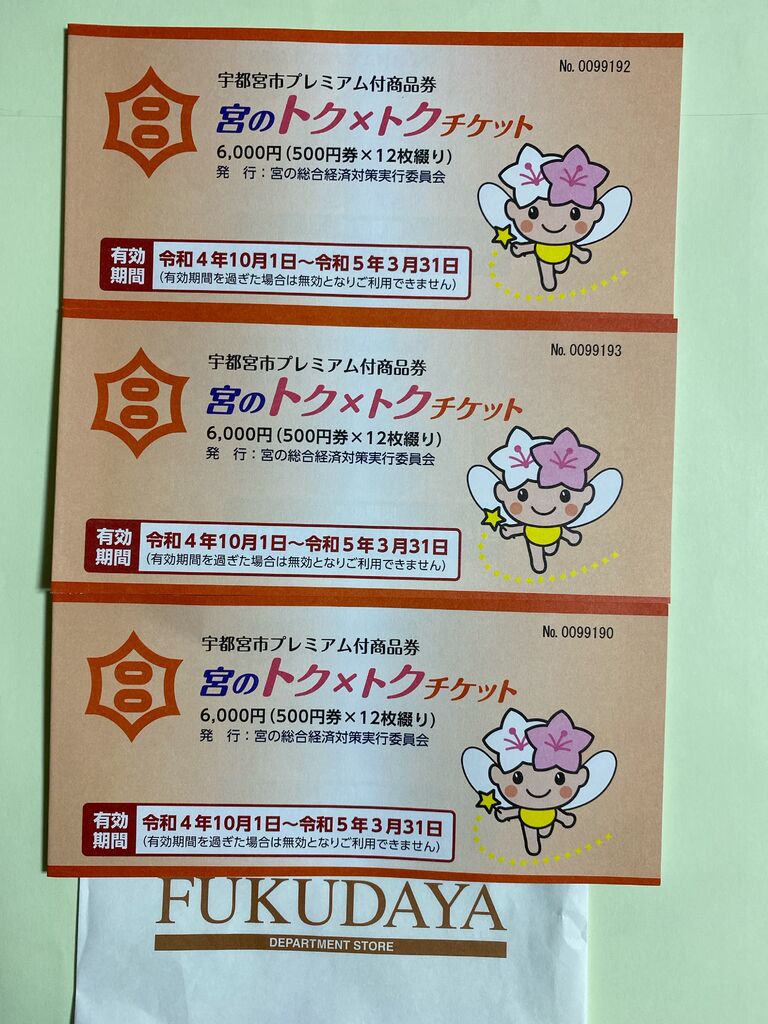 No. 0099192
宇都宮市プレミアム付商品券
宮のトク×トクチケット
6,000円(500円券×12枚綴り)
発 行:宮の総合経済対策実行委員会
有効期間
令和4年10月1日~令和5年3月31日
(有効期間を過ぎた場合は無効となりご利用できません)
No. 0099193
宇都宮市プレミアム付商品券
宮のトク×トクチケット
6,000円(500円券×12枚綴り)
発 行:宮の総合経済対策実行委員会
有効期間
令和4年10月1日~令和5年3月31日
(有効期間を過ぎた場合は無効となりご利用できません)
No. 0099190
宇都宮市プレミアム付商品券
宮のトク×トクチケット
6,000円(500円券×12枚綴り)
発 行:宮の総合経済対策実行委員会
有効期間
令和4年10月1日~令和5年3月31日
(有効期間を過ぎた場合は無効となりご利用できません)
FUKUDAYA
DEPARTMENT STORE